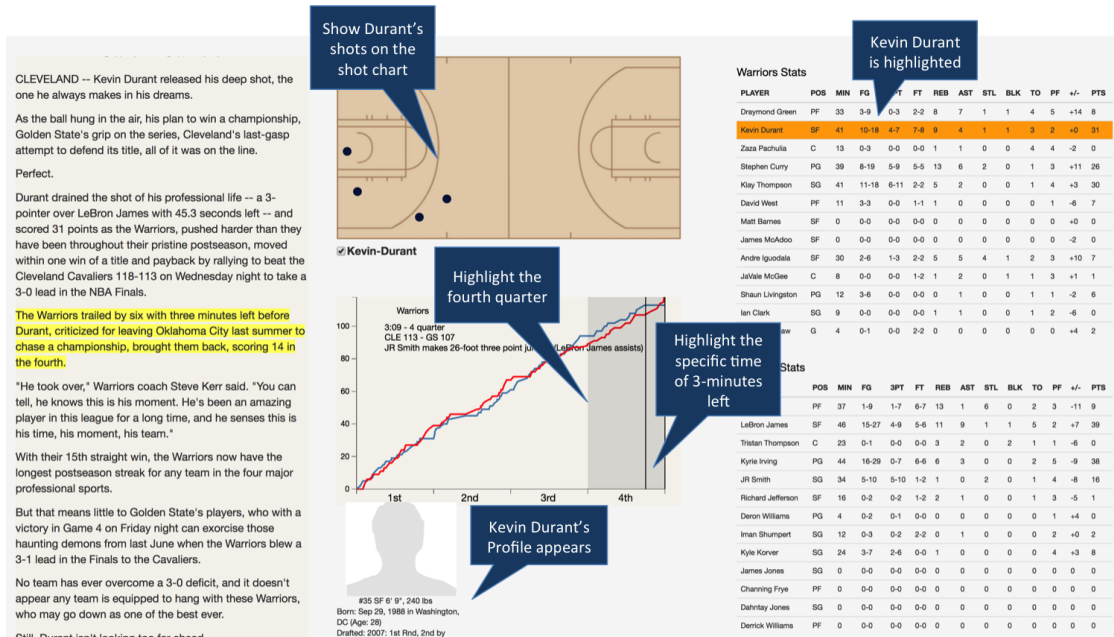 CLEVELAND -- Kevin Durant released his deep shot, the
one he always makes in his dreams.
As the ball hung in the air, his plan to win a championship,
Golden State's grip on the series, Cleveland's last-gasp
attempt to defend its title, all of it was on the line.
Perfect.
Durant drained the shot of his professional life -- a 3-
pointer over LeBron James with 45.3 seconds left -- and
scored 31 points as the Warriors, pushed harder than they
have been throughout their pristine postseason, moved
within one win of a title and payback by rallying to beat the
Cleveland Cavaliers 118-113 on Wednesday night to take a
3-0 lead in the NBA Finals.
The Warriors trailed by six with three minutes left before
Durant, criticized for leaving Oklahoma City last summer to
chase a championship, brought them back, scoring 14 in
the fourth.
"He took over," Warriors coach Steve Kerr said. "You can
tell, he knows this is his moment. He's been an amazing
player in this league for a long time, and he senses this is
his time, his moment, his team."
With their 15th straight win, the Warriors now have the
longest postseason streak for any team in the four major
professional sports.
But that means little to Golden State's players, who with a
victory in Game 4 on Friday night can exorcise those
haunting demons from last June when the Warriors blew a
3-1 lead in the Finals to the Cavaliers.
No team has ever overcome a 3-0 deficit, and it doesn't
appear any team is equipped to hang with these Warriors,
who may go down as one of the best ever.
Still, Durant isn't looking too far ahead.
Show Durant's
shots on the
shot chart
Kevin-Durant
Highlight the
fourth quarter
Warriors
3:09 - 4 quarter
CLE 113 - GS 107
JR Smith makes 26-foot three point (LeBron James assists)
100
80
60
40
20
0
1st 2nd 3rd 4th
Highlight the
specific time
of 3-minutes
left
Kevin Durant's
Profile appears
#35 SF 6' 9", 240 lbs
Born: Sep 29, 1988 in Washington,
DC (Age: 28)
Drafted: 2007: 1st Rnd, 2nd by
Kevin Durant
is highlighted
Warriors Stats
PLAYER POS MIN FG PT FT REB AST STL BLK TO PF +/- PTS
Draymond Green PF 33 3-9 0-3 2-2 8 7 1 1 4 5 +14 8
Kevin Durant SF 41 10-18 4-7 7-8 9 4 1 1 3 2 +0 31
Zaza Pachulia C 13 0-3 0-0 0-0 1 1 0 0 4 4 -2 0
Stephen Curry PG 39 8-19 5-9 5-5 13 6 2 0 1 3 +11 26
Klay Thompson SG 41 11-18 6-11 2-2 5 2 0 0 1 4 +3 30
David West PF 11 3-3 0-0 1-1 1 0 0 0 0 1 -6 7
Matt Barnes SF 0 0-0 0-0 0-0 0 0 0 0 0 0 +0 0
James McAdoo SF 0 0-0 0-0 0-0 0 0 0 0 0 0 -2 0
Andre Iguodala SF 30 2-6 1-3 2-2 5 5 4 1 2 3 +10 7
JaVale McGee C 8 0-0 0-0 1-2 1 2 0 1 1 3 +1 1
Shaun Livingston PG 12 3-6 0-0 0-0 0 1 0 0 1 2 -2 6
Ian Clark SG 9 0-0 0-0 0-0 0 1 0 0 1 2 -6 0
aw G 4 0-1 0-0 2-2 0 0 0 0 0 0 +4 2
Stats
POS MIN FG 3PT FT REB AST STL BLK TO PF +/- PTS
PF 37 1-9 1-7 6-7 13 1 6 0 2 3 -11 9
LeBron James SF 46 15-27 4-9 5-6 11 9 1 1 5 2 +7 39
Tristan Thompson C 23 0-1 0-0 0-0 3 2 0 2 1 1 -6 0
Kyrie Irving PG 44 16-29 0-7 6-6 6 3 0 0 2 5 -9 38
JR Smith SG 34 5-10 5-10 1-2 1 0 2 0 1 4 -8 16
Richard Jefferson SF 16 0-2 0-2 1-2 2 1 0 0 1 3 -5 1
Deron Williams PG 4 0-2 0-1 0-0 0 0 0 0 0 1 +4 0
Iman Shumpert SG 12 0-3 0-2 2-2 0 1 0 0 0 2 +0 2
Kyle Korver SG 24 3-7 2-6 0-0 1 0 0 0 0 4 +3 8
James Jones SG 0 0-0 0-0 0-0 0 0 0 0 0 0 0 0
Channing Frye PF 0 0-0 0-0 0-0 0 0 0 0 0 0 0 0
Dahntay Jones SG 0 0-0 0-0 0-0 0 0 0 0 0 0 0 0
Derrick Williams PF 0 0-0 0-0 0-0 0 0 0 0 0 0 0 0